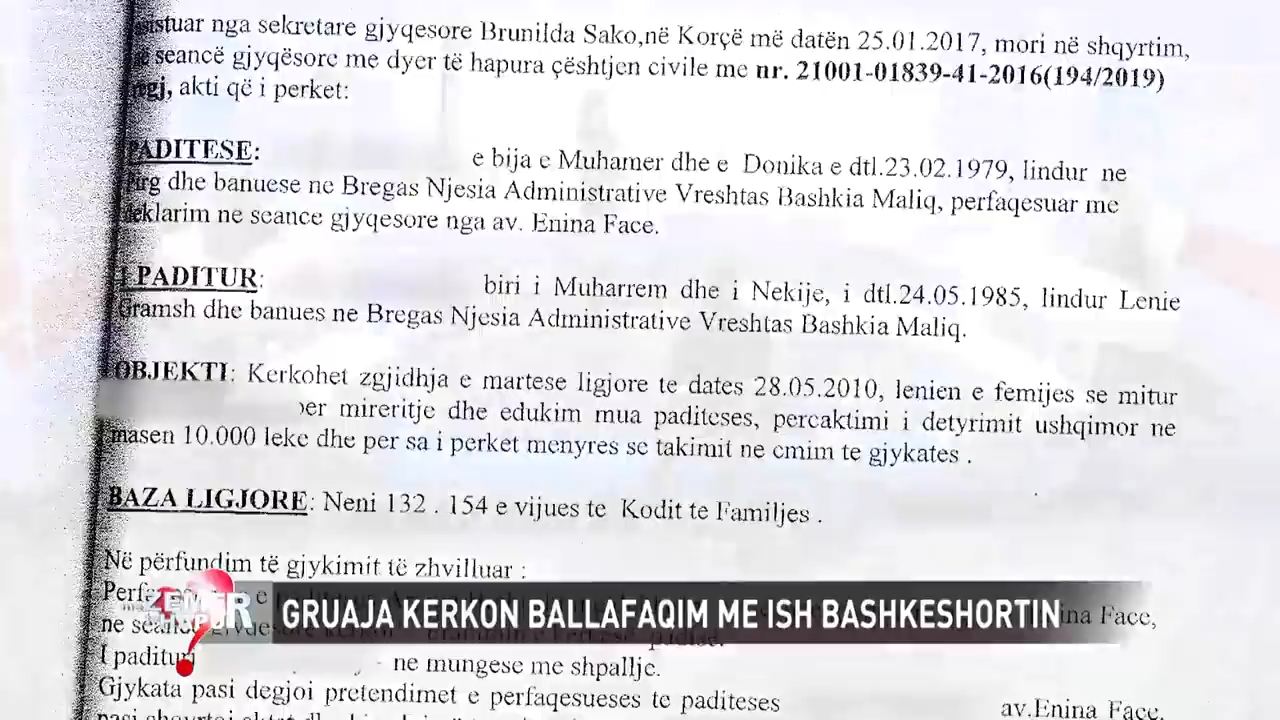 nga sekretare gjyqesore Brunilda Sako,në Korçë më datën 25.01.2017, mori në shqyrtim,
seancë gjyqësore me dyer të hapura çështjen civile me nr. 21001-01839-41-2016(194/2019)
akti që i perket:
PADITESE: e bija e Muhamer dhe e Donika e dtl.23.02.1979, lindur ne
dhe banuese ne Bregas Njesia Administrative Vreshtas Bashkia Maliq, perfaqesuar me
deklarim ne seance gjyqesore nga av. Enina Face.
I PADITUR: biri i Muharrem dhe i Nekije, i dtl.24.05.1985, lindur Lenie
Gramsh dhe banues ne Bregas Njesia Administrative Vreshtas Bashkia Maliq.
OBJEKTI: Kerkohet zgjidhja e martese ligjore te dates 28.05.2010, lenien e femijes se mitur
per mireritje dhe edukim mua paditeses, percaktimi i detyrimit ushqimor ne
masen 10.000 leke dhe per sa i perket menyres se takimit ne cmim te gjykates .
BAZA LIGJORE: Neni 132 . 154 e vijues te Kodit te Familjes .
Në përfundim të gjykimit të zhvilluar :
ZEMËR HAPUR
GRUAJA KERKON BALLAFAQIM ME ISH BASHKESHORTIN
Face,
ne
I paditur ne mungese me shpallje.
Gjykata pasi degjoi pretendimet e perfaqesueses te paditeses av.Enina Face,